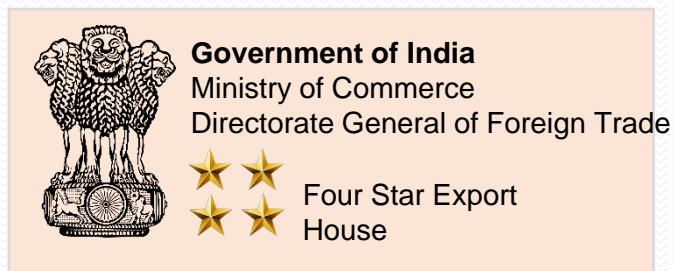 Government of India
Ministry of Commerce
Directorate General of Foreign Trade
Four Star Export
House